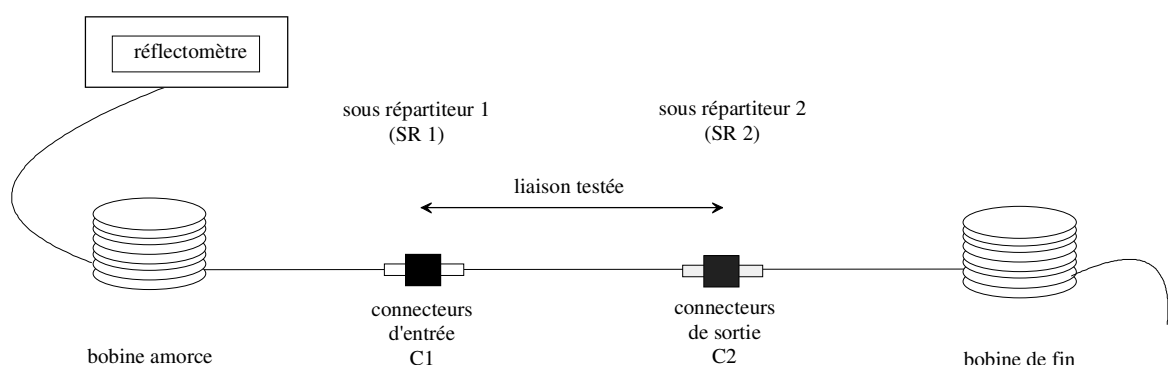 réflectomètre
sous répartiteur 1
(SR 1)
sous répartiteur 2
(SR 2)
liaison testée
connecteurs
d'entrée
C1
connecteurs
de sortie
C2
bobine amorce
bobine de fin